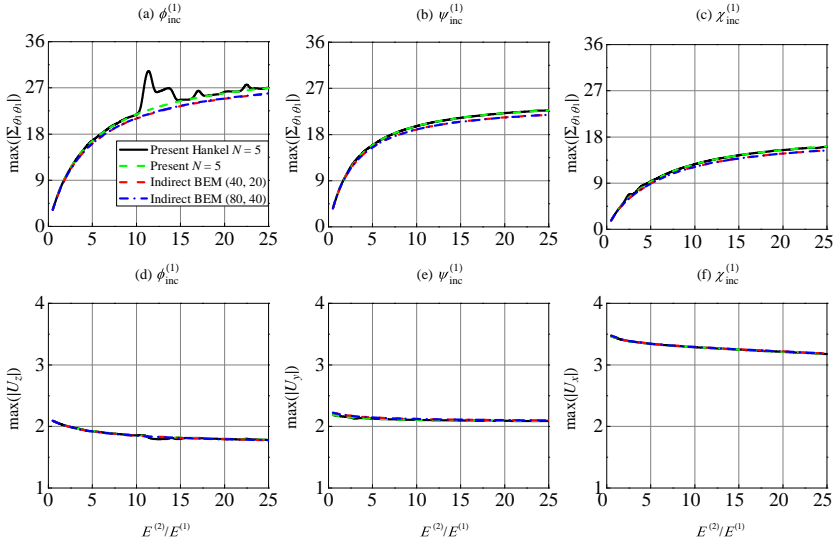 (a) ϕ_inc^(1)
(b) ψ_inc^(1)
(c) χ_inc^(1)
max(|Σ_θ₁θ₁|)
36
27
18
9
0
0 5 10 15 20 25
Present Hankel N = 5
Present N = 5
Indirect BEM (40, 20)
Indirect BEM (80, 40)
max(|Σ_θ₁θ₁|)
36
27
18
9
0
0 5 10 15 20 25
max(|Σ_θ₁θ₁|)
36
27
18
9
0
0 5 10 15 20 25
(d) ϕ_inc^(1)
(e) ψ_inc^(1)
(f) χ_inc^(1)
max(|U_z|)
4
3
2
1
0 5 10 15 20 25
E^(2)/E^(1)
max(|U_y|)
4
3
2
1
0 5 10 15 20 25
E^(2)/E^(1)
max(|U_x|)
4
3
2
1
0 5 10 15 20 25
E^(2)/E^(1)